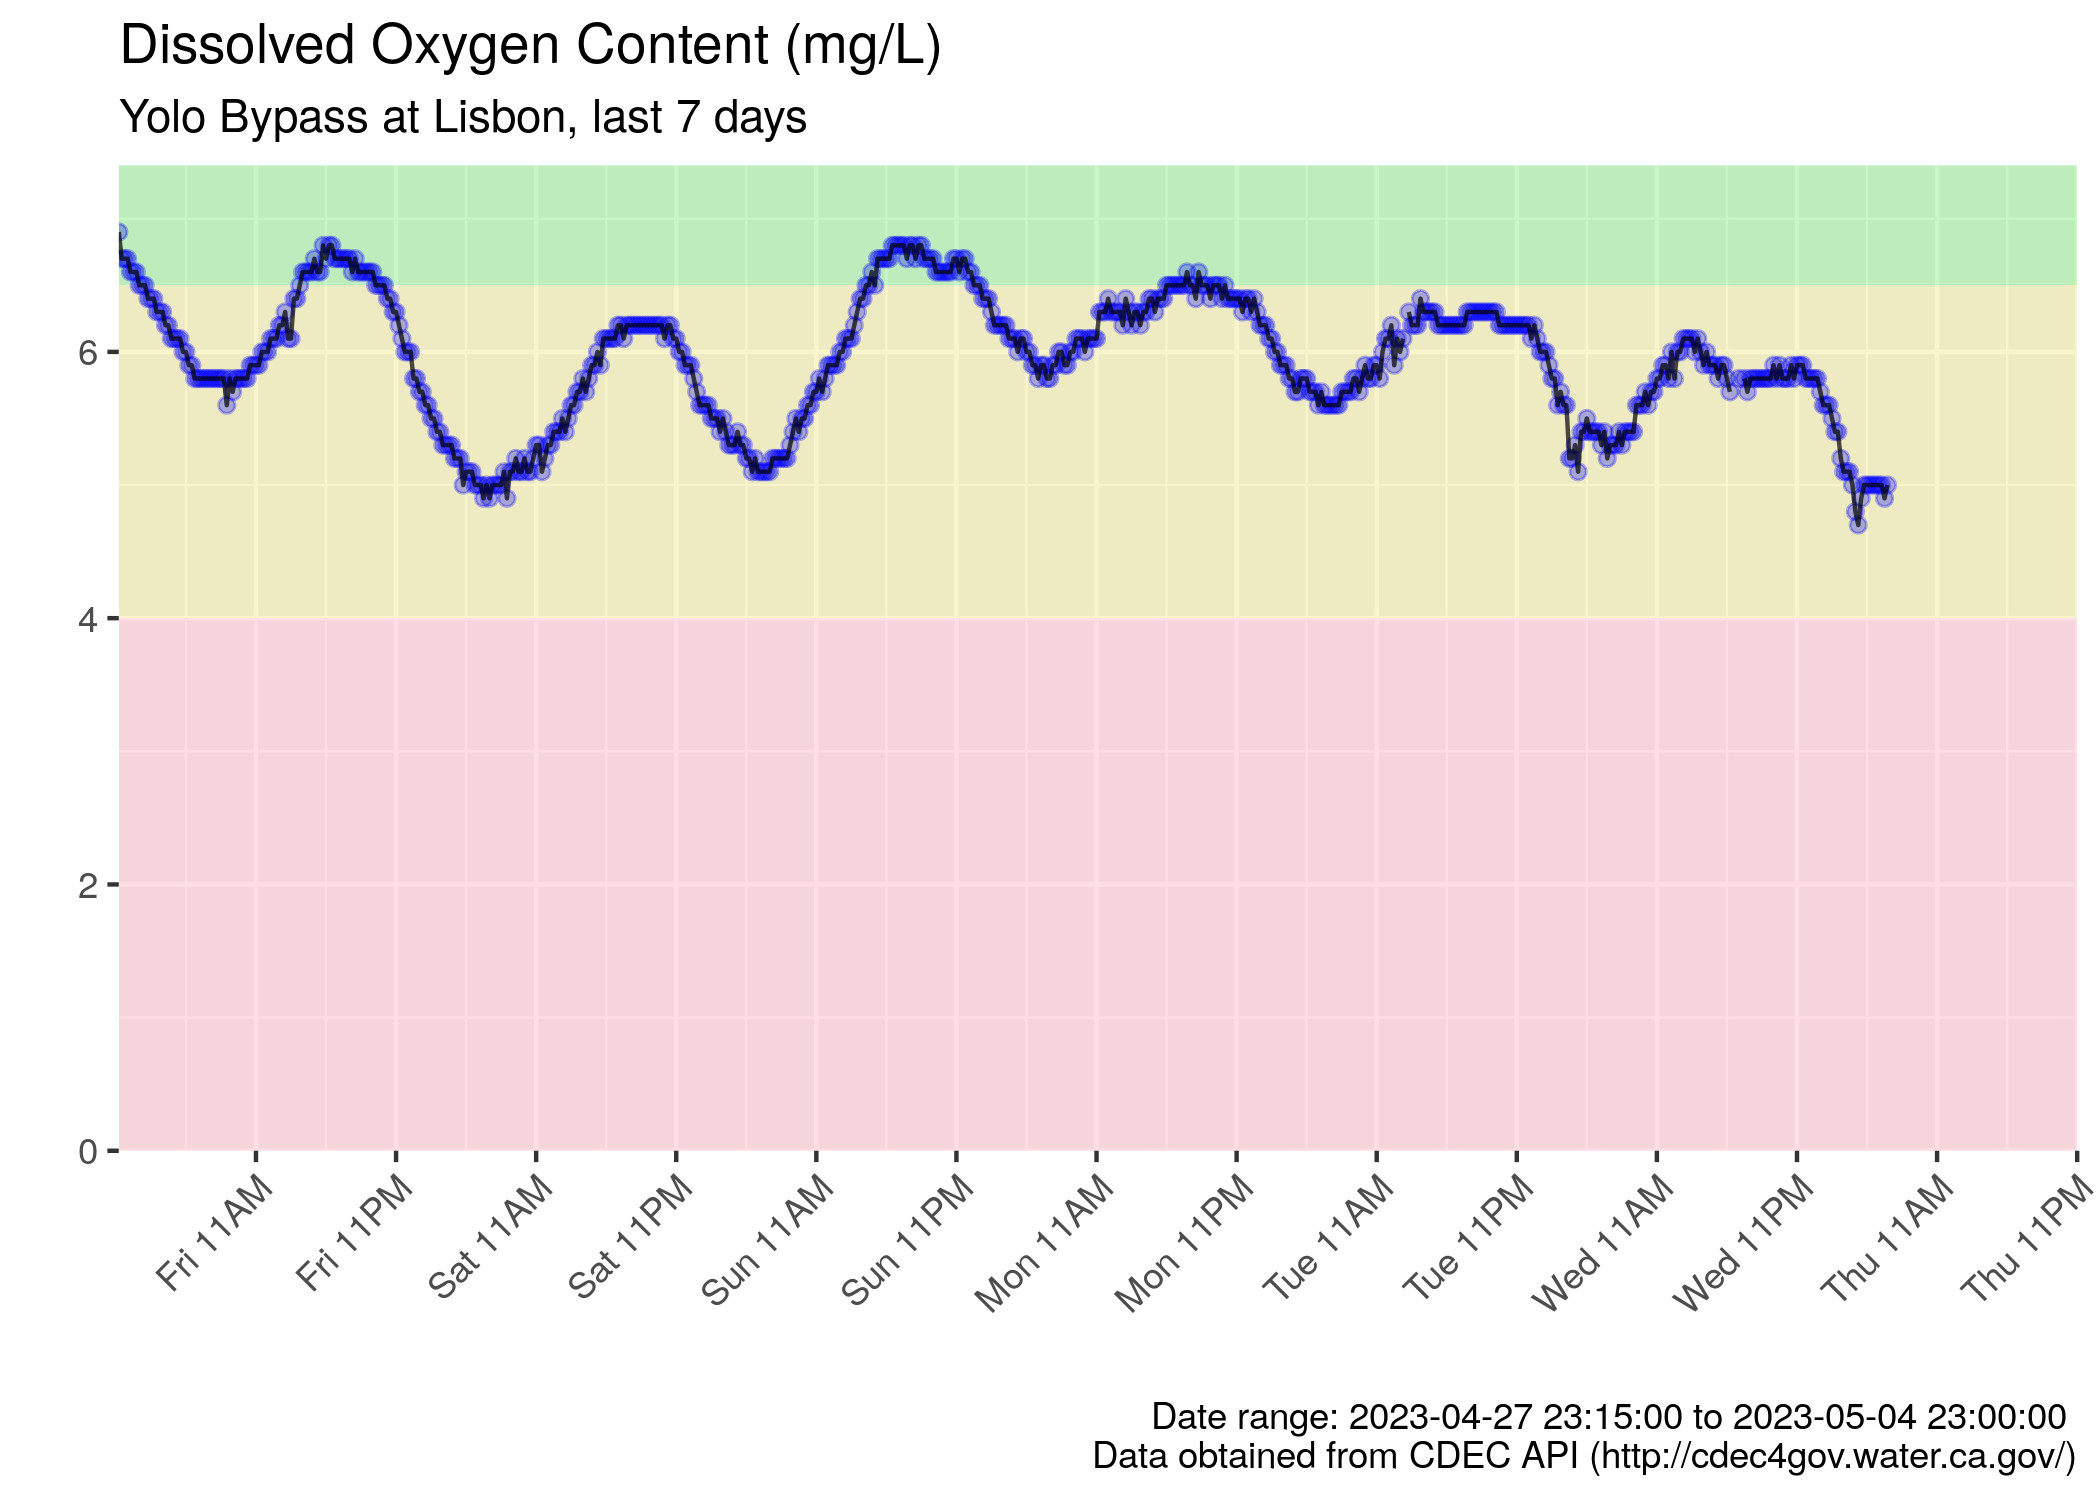 Dissolved Oxygen Content (mg/L)
Yolo Bypass at Lisbon, last 7 days
6
4
2
0
Fri 11AM
Fri 11PM
Sat 11AM
Sat 11PM
Sun 11AM
Sun 11PM
Mon 11AM
Mon 11PM
Tue 11AM
Tue 11PM
Wed 11AM
Wed 11PM
Thu 11AM
Thu 11PM
Date range: 2023-04-27 23:15:00 to 2023-05-04 23:00:00
Data obtained from CDEC API (http://cdec4gov.water.ca.gov/)